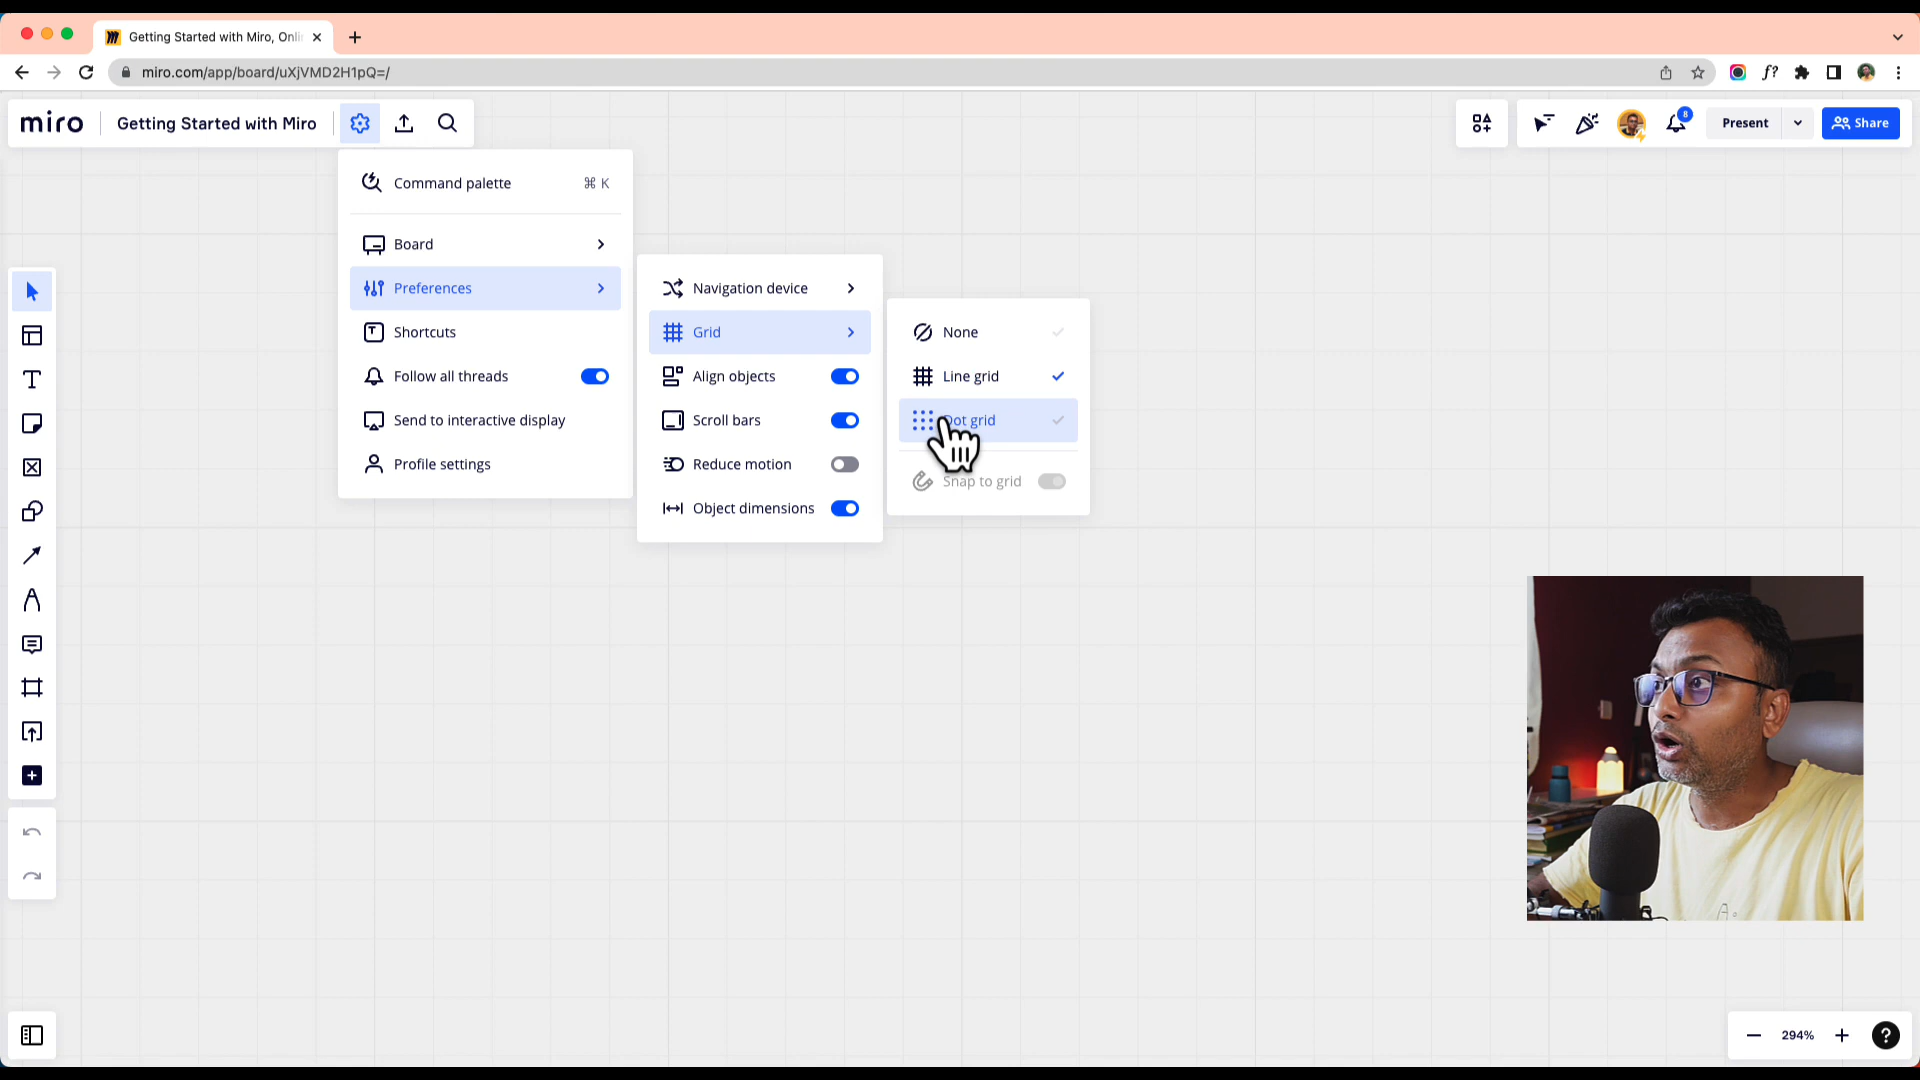 Getting Started with Miro, Onli
miro.com/app/board/uXjVMD2H1pQ=/
f?
miro
Getting Started with Miro
8
Present
Share
Command palette
⌘ K
Board
Preferences
Shortcuts
Follow all threads
Send to interactive display
Profile settings
Navigation device
Grid
Align objects
Scroll bars
Reduce motion
Object dimensions
None
Line grid
Dot grid
Snap to grid
294%
?